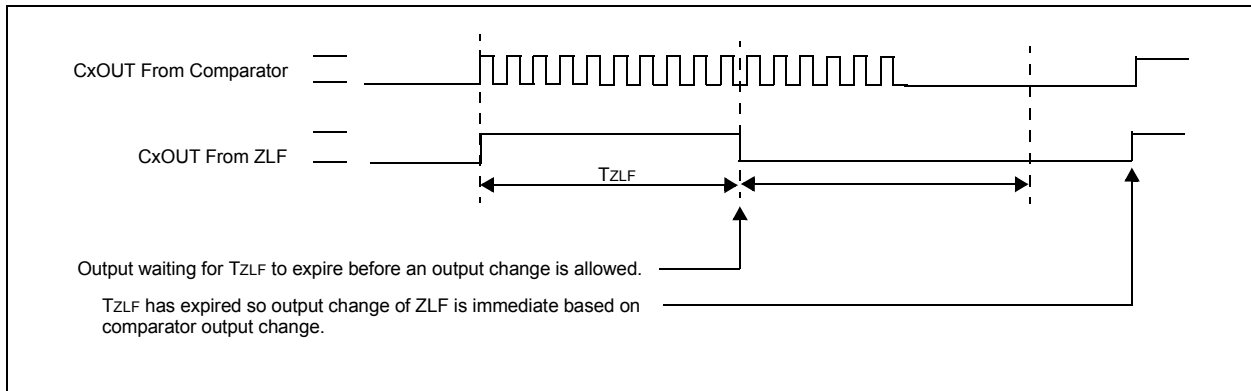 CxOUT From Comparator
CxOUT From ZLF
TZLF
Output waiting for TZLF to expire before an output change is allowed.
TZLF has expired so output change of ZLF is immediate based on
comparator output change.